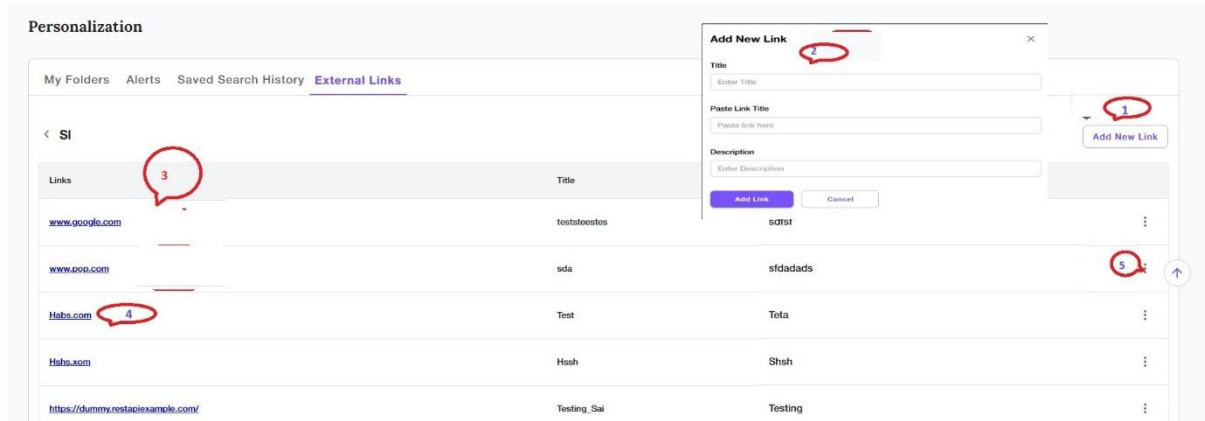 Personalization
My Folders Alerts Saved Search History External Links
Add New Link
2
Title
Enter Title
Paste Link Title
Paste link here
Description
Enter Description
Add Link Cancel
1
< SI
Add New Link
3
Links Title
www.google.com teststeestes sdfsf
www.pop.com sda sfdadads
5
Habs.com 4 Test Teta
Hshs.xom Hssh Shsh
https://dummy.restapiexample.com/ Testing_Sai Testing